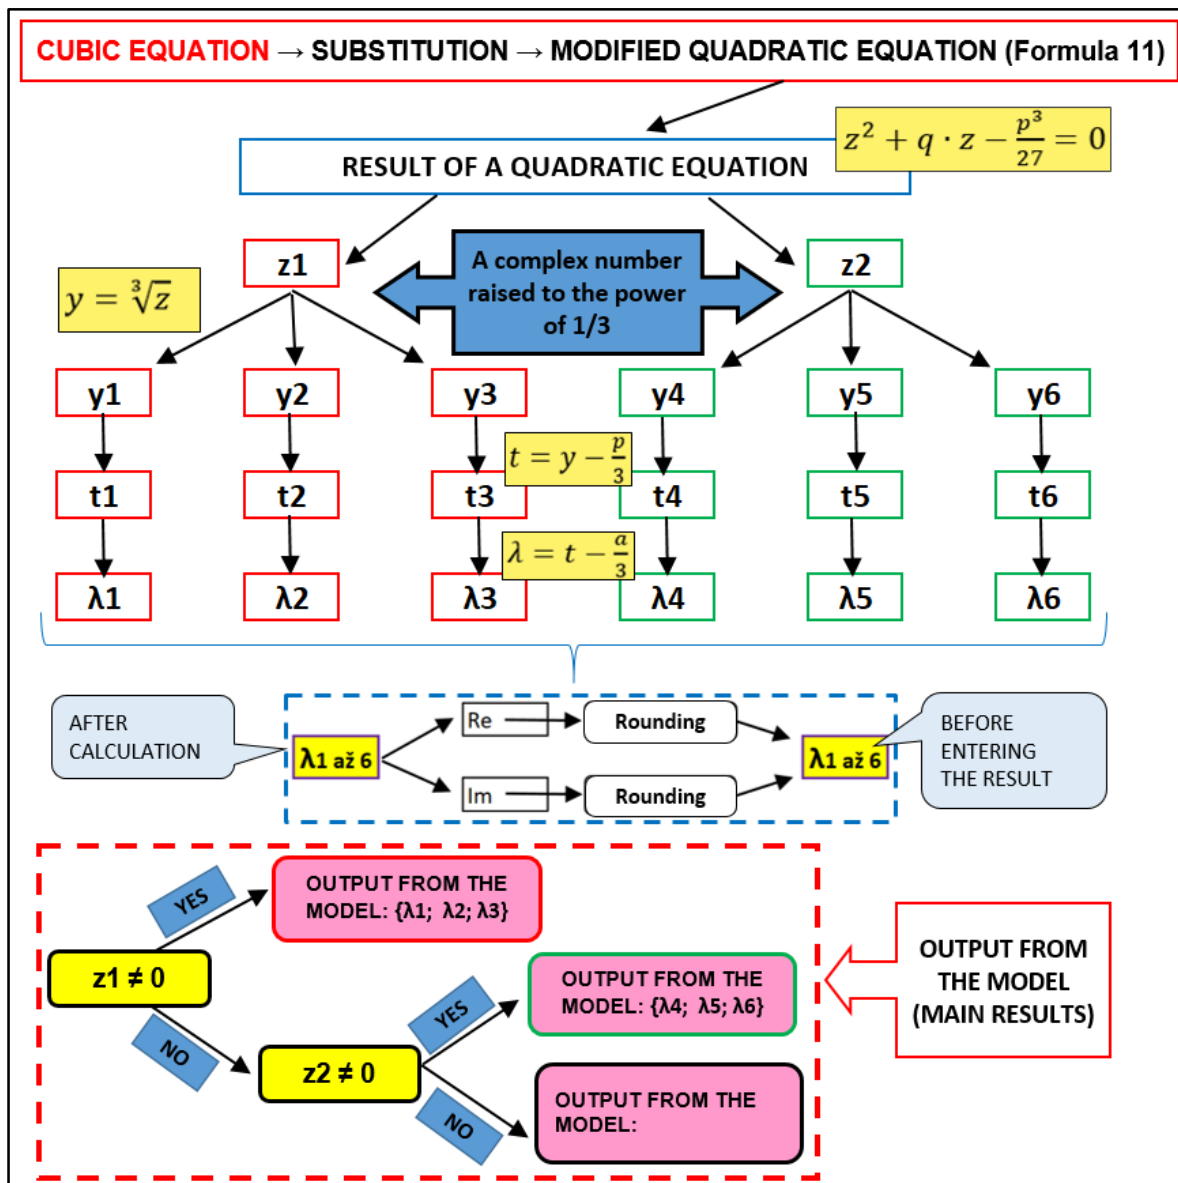 CUBIC EQUATION → SUBSTITUTION → MODIFIED QUADRATIC EQUATION (Formula 11)
z² + q · z − p³/27 = 0
RESULT OF A QUADRATIC EQUATION
z1
A complex number
raised to the power
of 1/3
z2
y = ∛z
y1 y2 y3 y4 y5 y6
t = y − p/3
t1 t2 t3 t4 t5 t6
λ = t − a/3
λ1 λ2 λ3 λ4 λ5 λ6
AFTER
CALCULATION
λ1 až 6
Re
Rounding
Im
Rounding
λ1 až 6
BEFORE
ENTERING
THE RESULT
YES
OUTPUT FROM THE
MODEL: {λ1; λ2; λ3}
z1 ≠ 0
NO
YES
OUTPUT FROM THE
MODEL: {λ4; λ5; λ6}
z2 ≠ 0
NO
OUTPUT FROM THE
MODEL:
OUTPUT FROM
THE MODEL
(MAIN RESULTS)